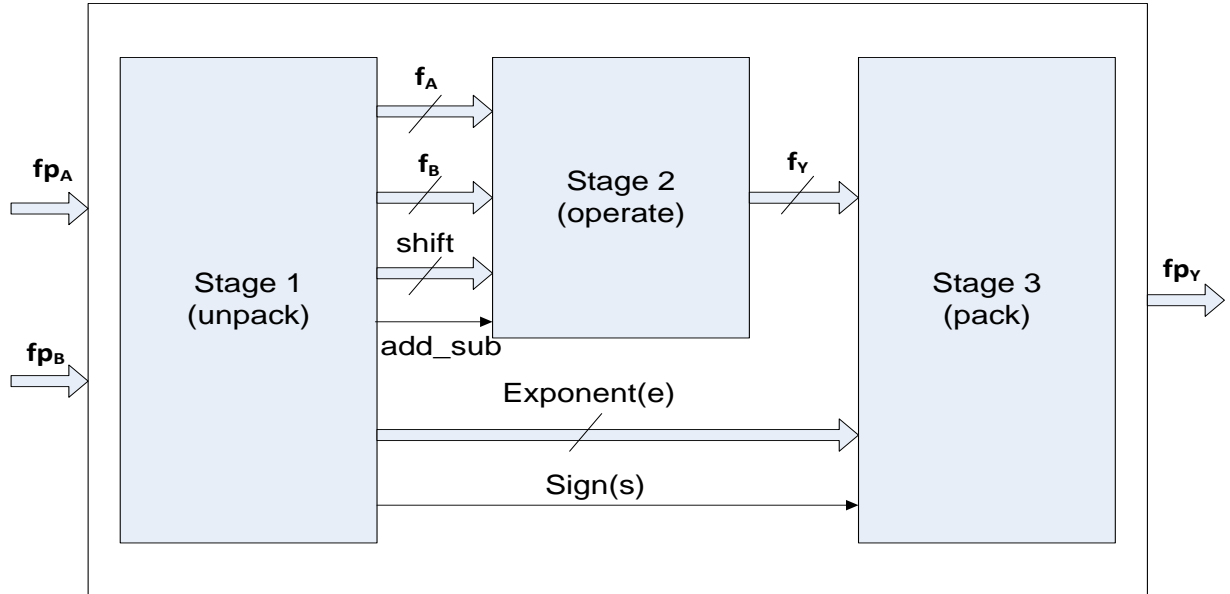 fpA
fpB
Stage 1
(unpack)
fA
fB
shift
add_sub
Stage 2
(operate)
fY
Exponent(e)
Sign(s)
Stage 3
(pack)
fpY